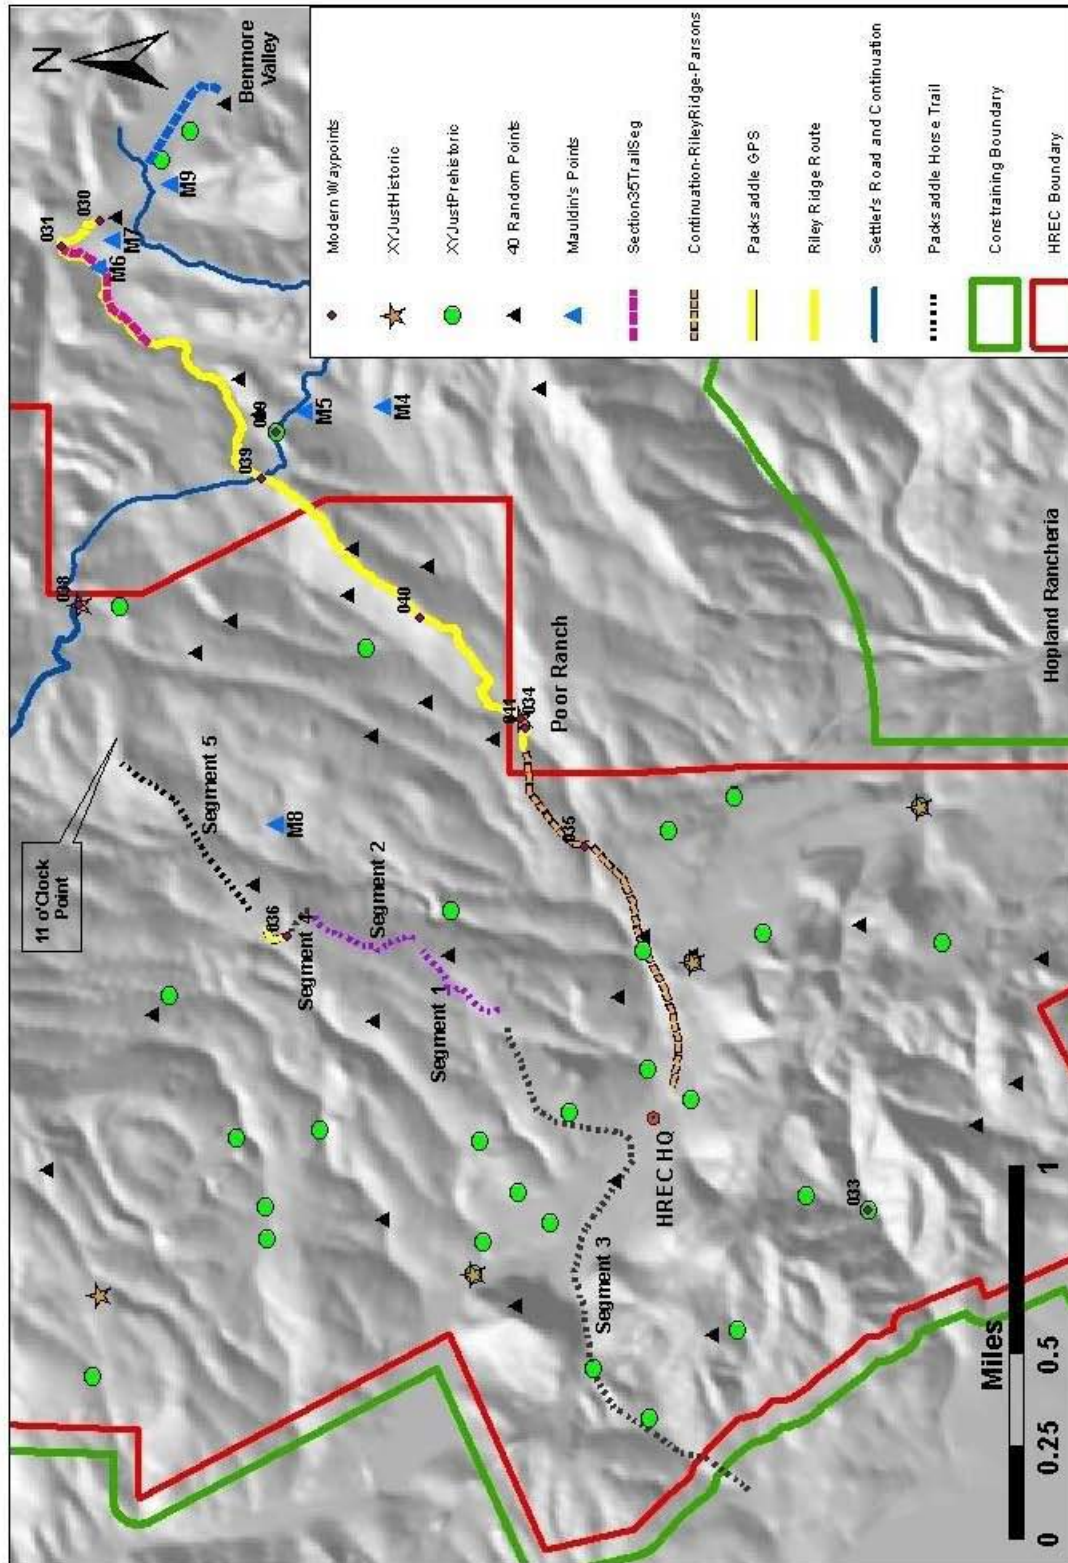 N
Benmore
Valley
031
030
M7
M6
M9
039
M5
M4
038
040
041
034
Poor Ranch
035
11 o'Clock
Point
Segment 5
M8
036
Segment 4
Segment 2
Segment 1
Segment 3
HREC HQ
033
Hopland Rancheria
Miles
0 0.25 0.5 1
Modern Waypoints
XYJustHistoric
XYJustPrehistoric
40 Random Points
Mauldin's Points
Section35TrailSeg
Continuation-RileyRidge-Parsons
Packsaddle GPS
Riley Ridge Route
Settler's Road and Continuation
Packsaddle Horse Trail
Constraining Boundary
HREC Boundary